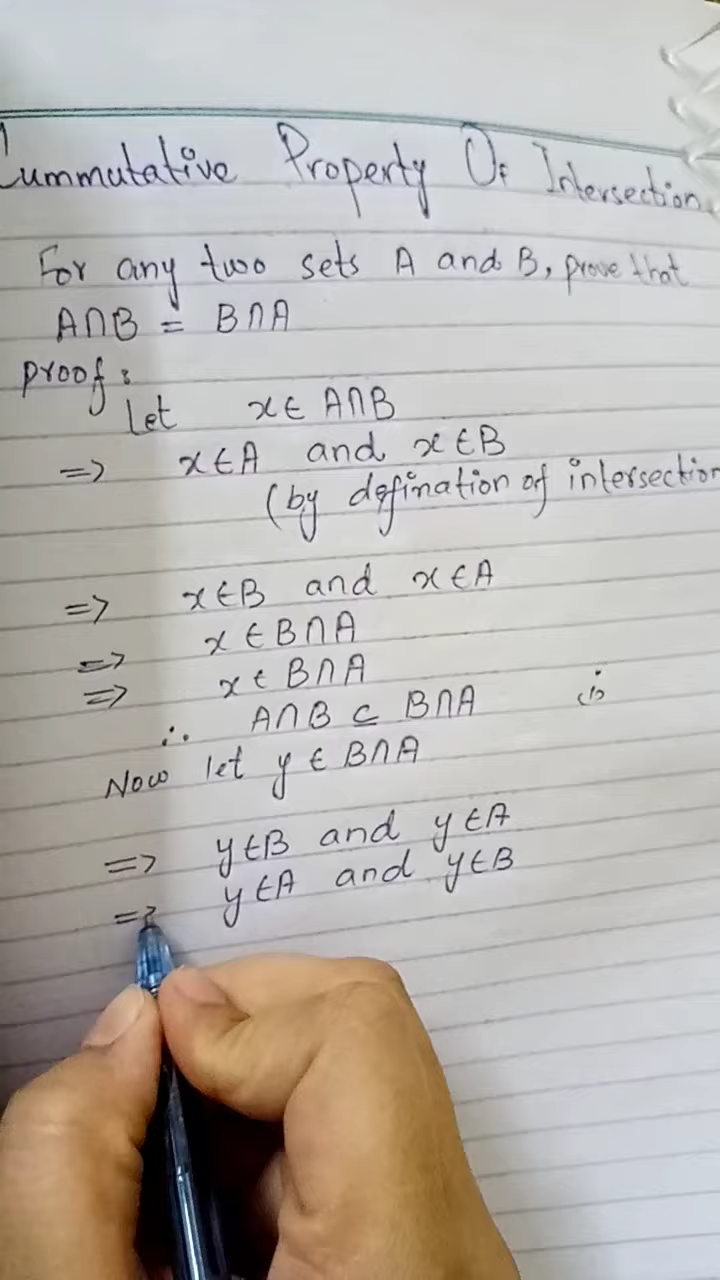 Cummutative Property Of Intersection
For any two sets A and B, prove that
A∩B = B∩A
proof:
Let x∈ A∩B
=> x∈A and x∈B
(by defination of intersection
=> x∈B and x∈A
=> x ∈ B∩A
=> x ∈ B∩A
∴ A∩B ⊂ B∩A (i)
Now let y ∈ B∩A
=> y∈B and y∈A
=> y∈A and y∈B
=>